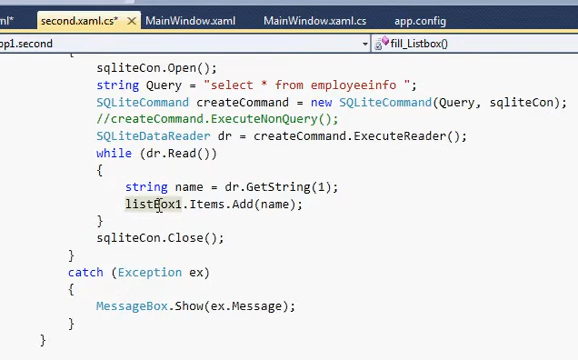 ml*
second.xaml.cs* × MainWindow.xaml MainWindow.xaml.cs app.config
pp1.second fill_Listbox()
{
sqliteCon.Open();
string Query = "select * from employeeinfo ";
SQLiteCommand createCommand = new SQLiteCommand(Query, sqliteCon);
//createCommand.ExecuteNonQuery();
SQLiteDataReader dr = createCommand.ExecuteReader();
while (dr.Read())
{
string name = dr.GetString(1);
listBox1.Items.Add(name);
}
sqliteCon.Close();
}
catch (Exception ex)
{
MessageBox.Show(ex.Message);
}
}